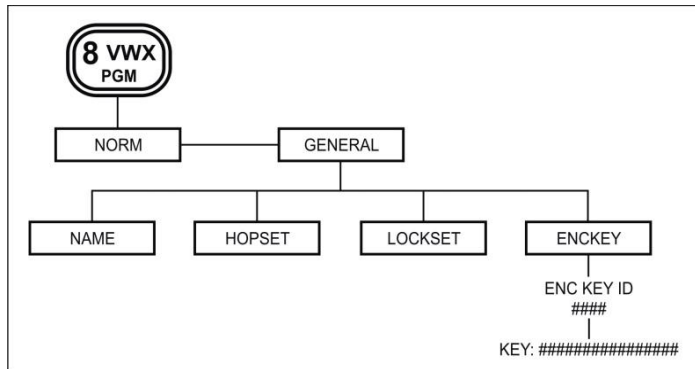 8 VWX
PGM
NORM GENERAL
NAME HOPSET LOCKSET ENCKEY
ENC KEY ID
####
KEY: ################